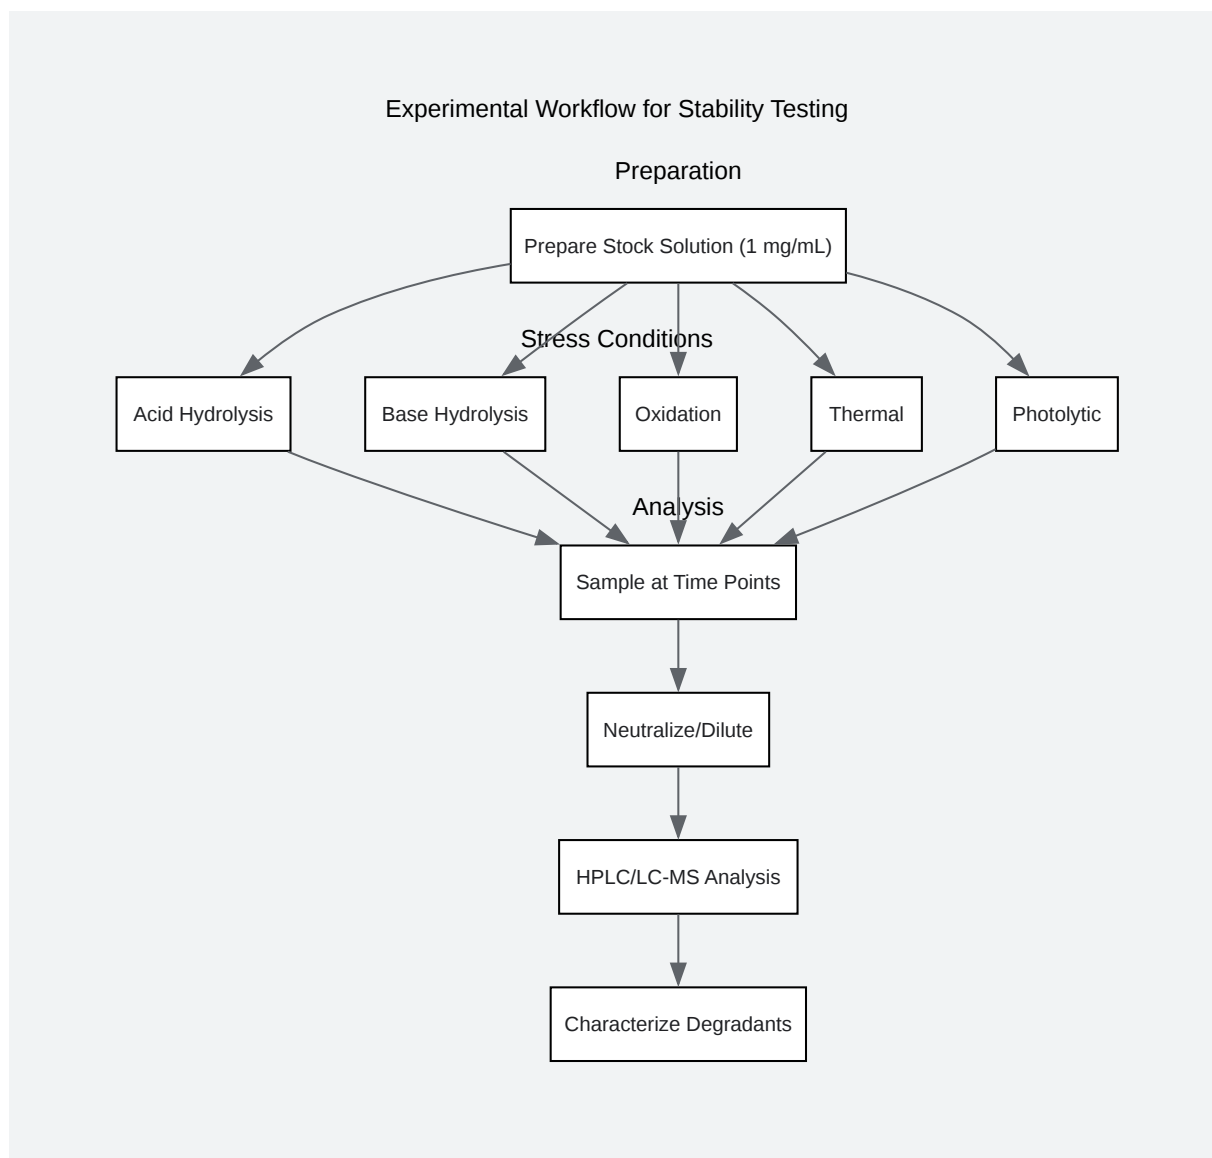 Experimental Workflow for Stability Testing
Preparation
Prepare Stock Solution (1 mg/mL)
Stress Conditions
Acid Hydrolysis
Base Hydrolysis
Oxidation
Thermal
Photolytic
Analysis
Sample at Time Points
Neutralize/Dilute
HPLC/LC-MS Analysis
Characterize Degradants